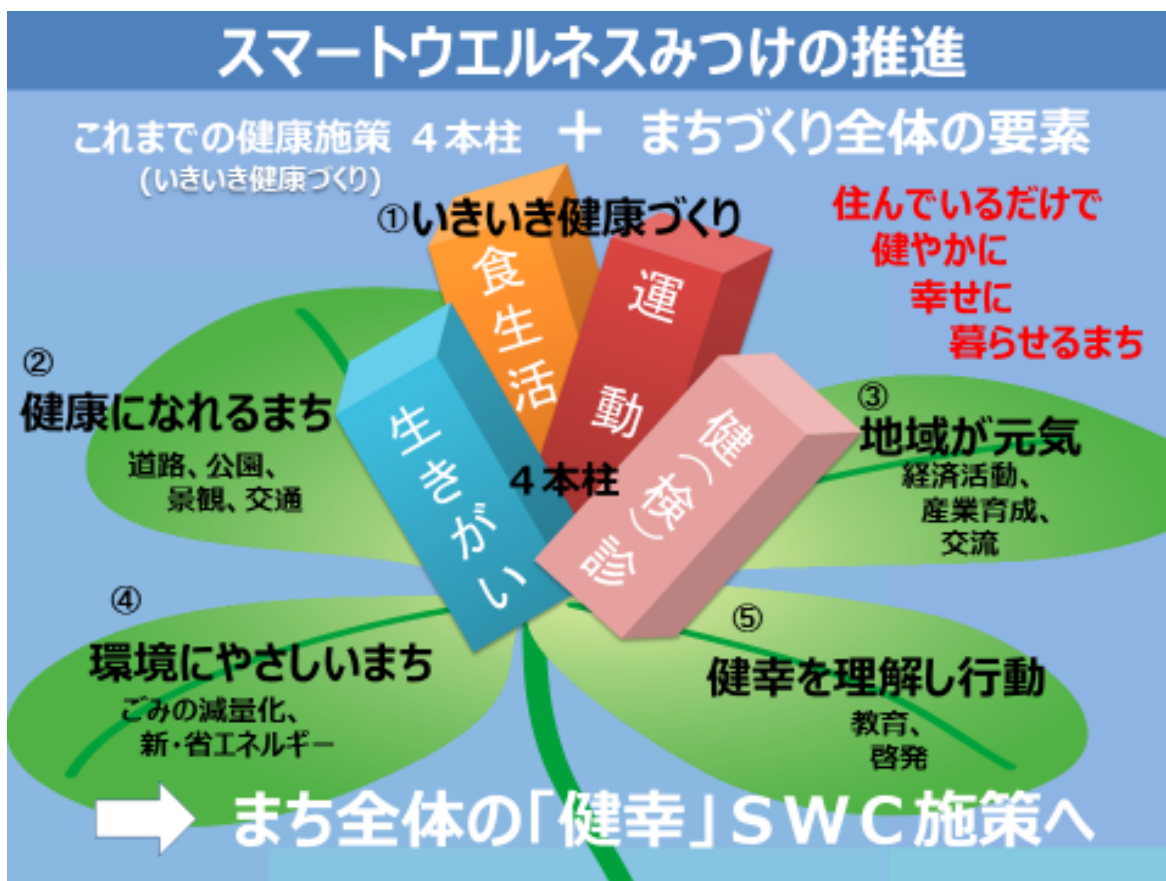 スマートウエルネスみつけの推進
これまでの健康施策 4本柱 ＋ まちづくり全体の要素
(いきいき健康づくり)
①いきいき健康づくり
食生活
運動
生きがい
健(検)診
4本柱
住んでいるだけで
健やかに
幸せに
暮らせるまち
②
健康になれるまち
道路、公園、
景観、交通
③
地域が元気
経済活動、
産業育成、
交流
④
環境にやさしいまち
ごみの減量化、
新・省エネルギー
⑤
健幸を理解し行動
教育、
啓発
まち全体の「健幸」ＳＷＣ施策へ